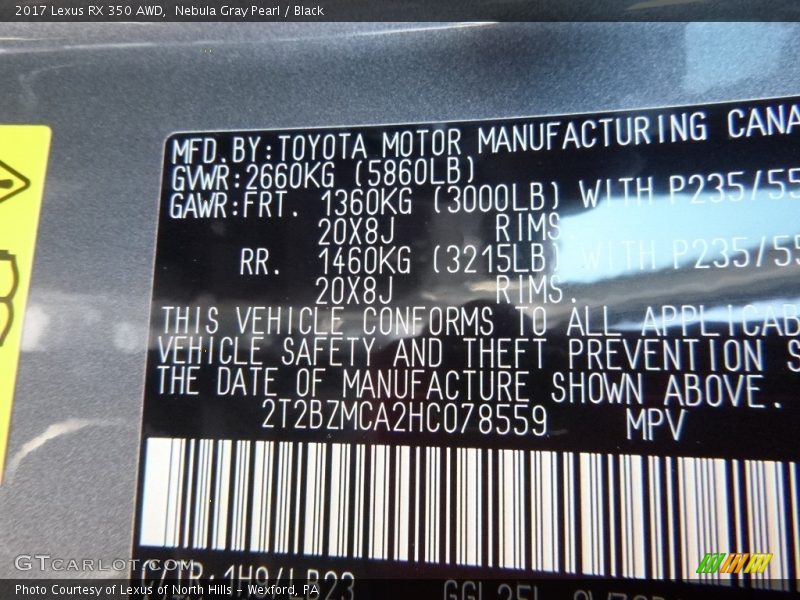 2017 Lexus RX 350 AWD,  Nebula Gray Pearl / Black
MFD.BY:TOYOTA MOTOR MANUFACTURING CANA
GVWR:2660KG (5860LB)
GAWR:FRT. 1360KG (3000LB) WITH P235/55
20X8J RIMS.
RR. 1460KG (3215LB) WITH P235/55
20X8J RIMS.
THIS VEHICLE CONFORMS TO ALL APPLICAB
VEHICLE SAFETY AND THEFT PREVENTION S
THE DATE OF MANUFACTURE SHOWN ABOVE.
2T2BZMCA2HC078559 MPV
C/TR:1H9/LB23
GTCarlot.com
Photo Courtesy of Lexus of North Hills - Wexford, PA